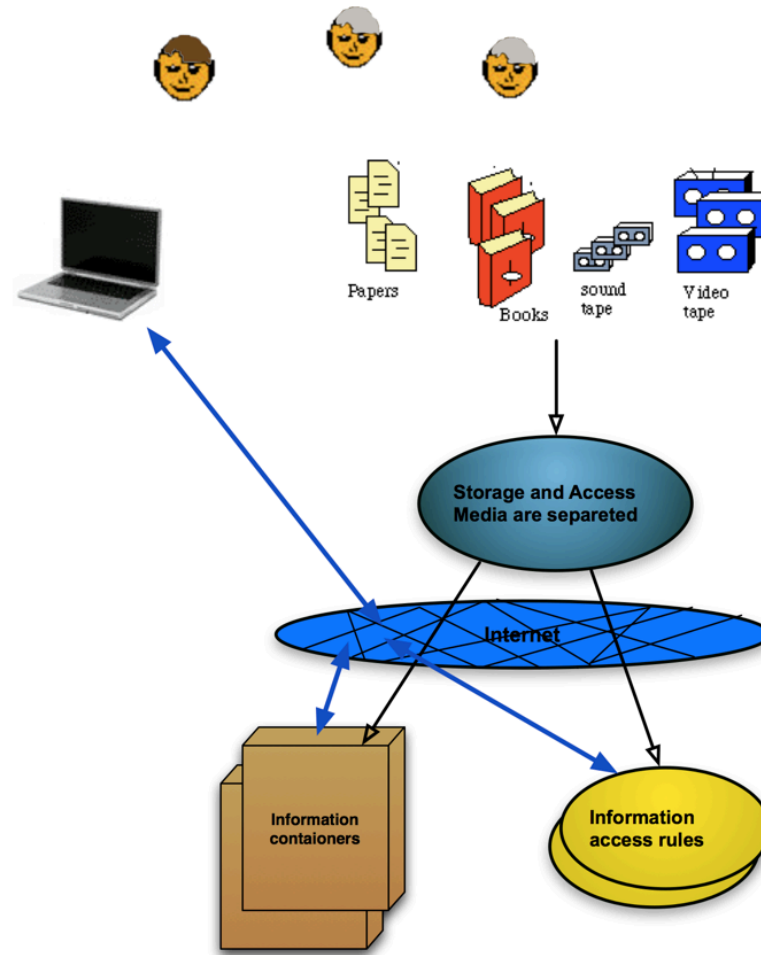 Papers
Books
sound
tape
Video
tape
Storage and Access
Media are separeted
Internet
Information
contaioners
Information
access rules